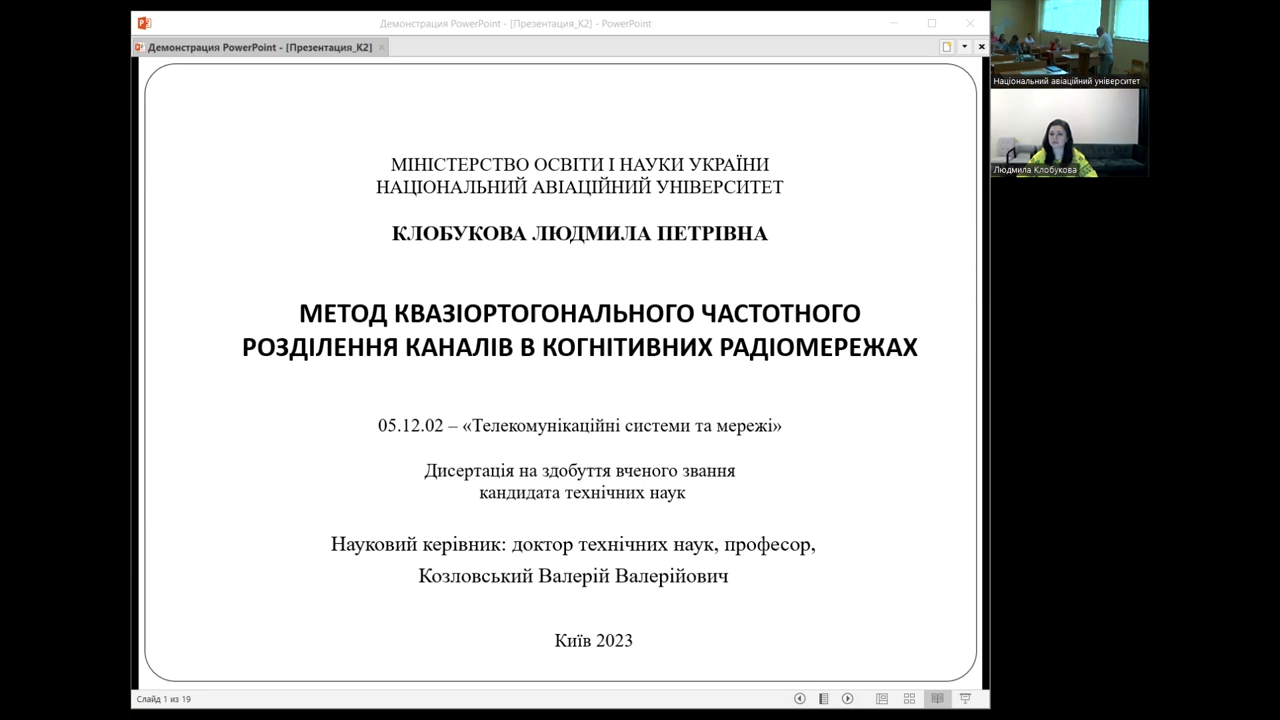 Демонстрация PowerPoint - [Презентация_К2] - PowerPoint
Демонстрация PowerPoint - [Презентация_К2]
МІНІСТЕРСТВО ОСВІТИ І НАУКИ УКРАЇНИ
НАЦІОНАЛЬНИЙ АВІАЦІЙНИЙ УНІВЕРСИТЕТ
КЛОБУКОВА ЛЮДМИЛА ПЕТРІВНА
МЕТОД КВАЗІОРТОГОНАЛЬНОГО ЧАСТОТНОГО
РОЗДІЛЕННЯ КАНАЛІВ В КОГНІТИВНИХ РАДІОМЕРЕЖАХ
05.12.02 – «Телекомунікаційні системи та мережі»
Дисертація на здобуття вченого звання
кандидата технічних наук
Науковий керівник: доктор технічних наук, професор,
Козловський Валерій Валерійович
Київ 2023
Слайд 1 из 19
Національний авіаційний університет
Людмила Клобукова